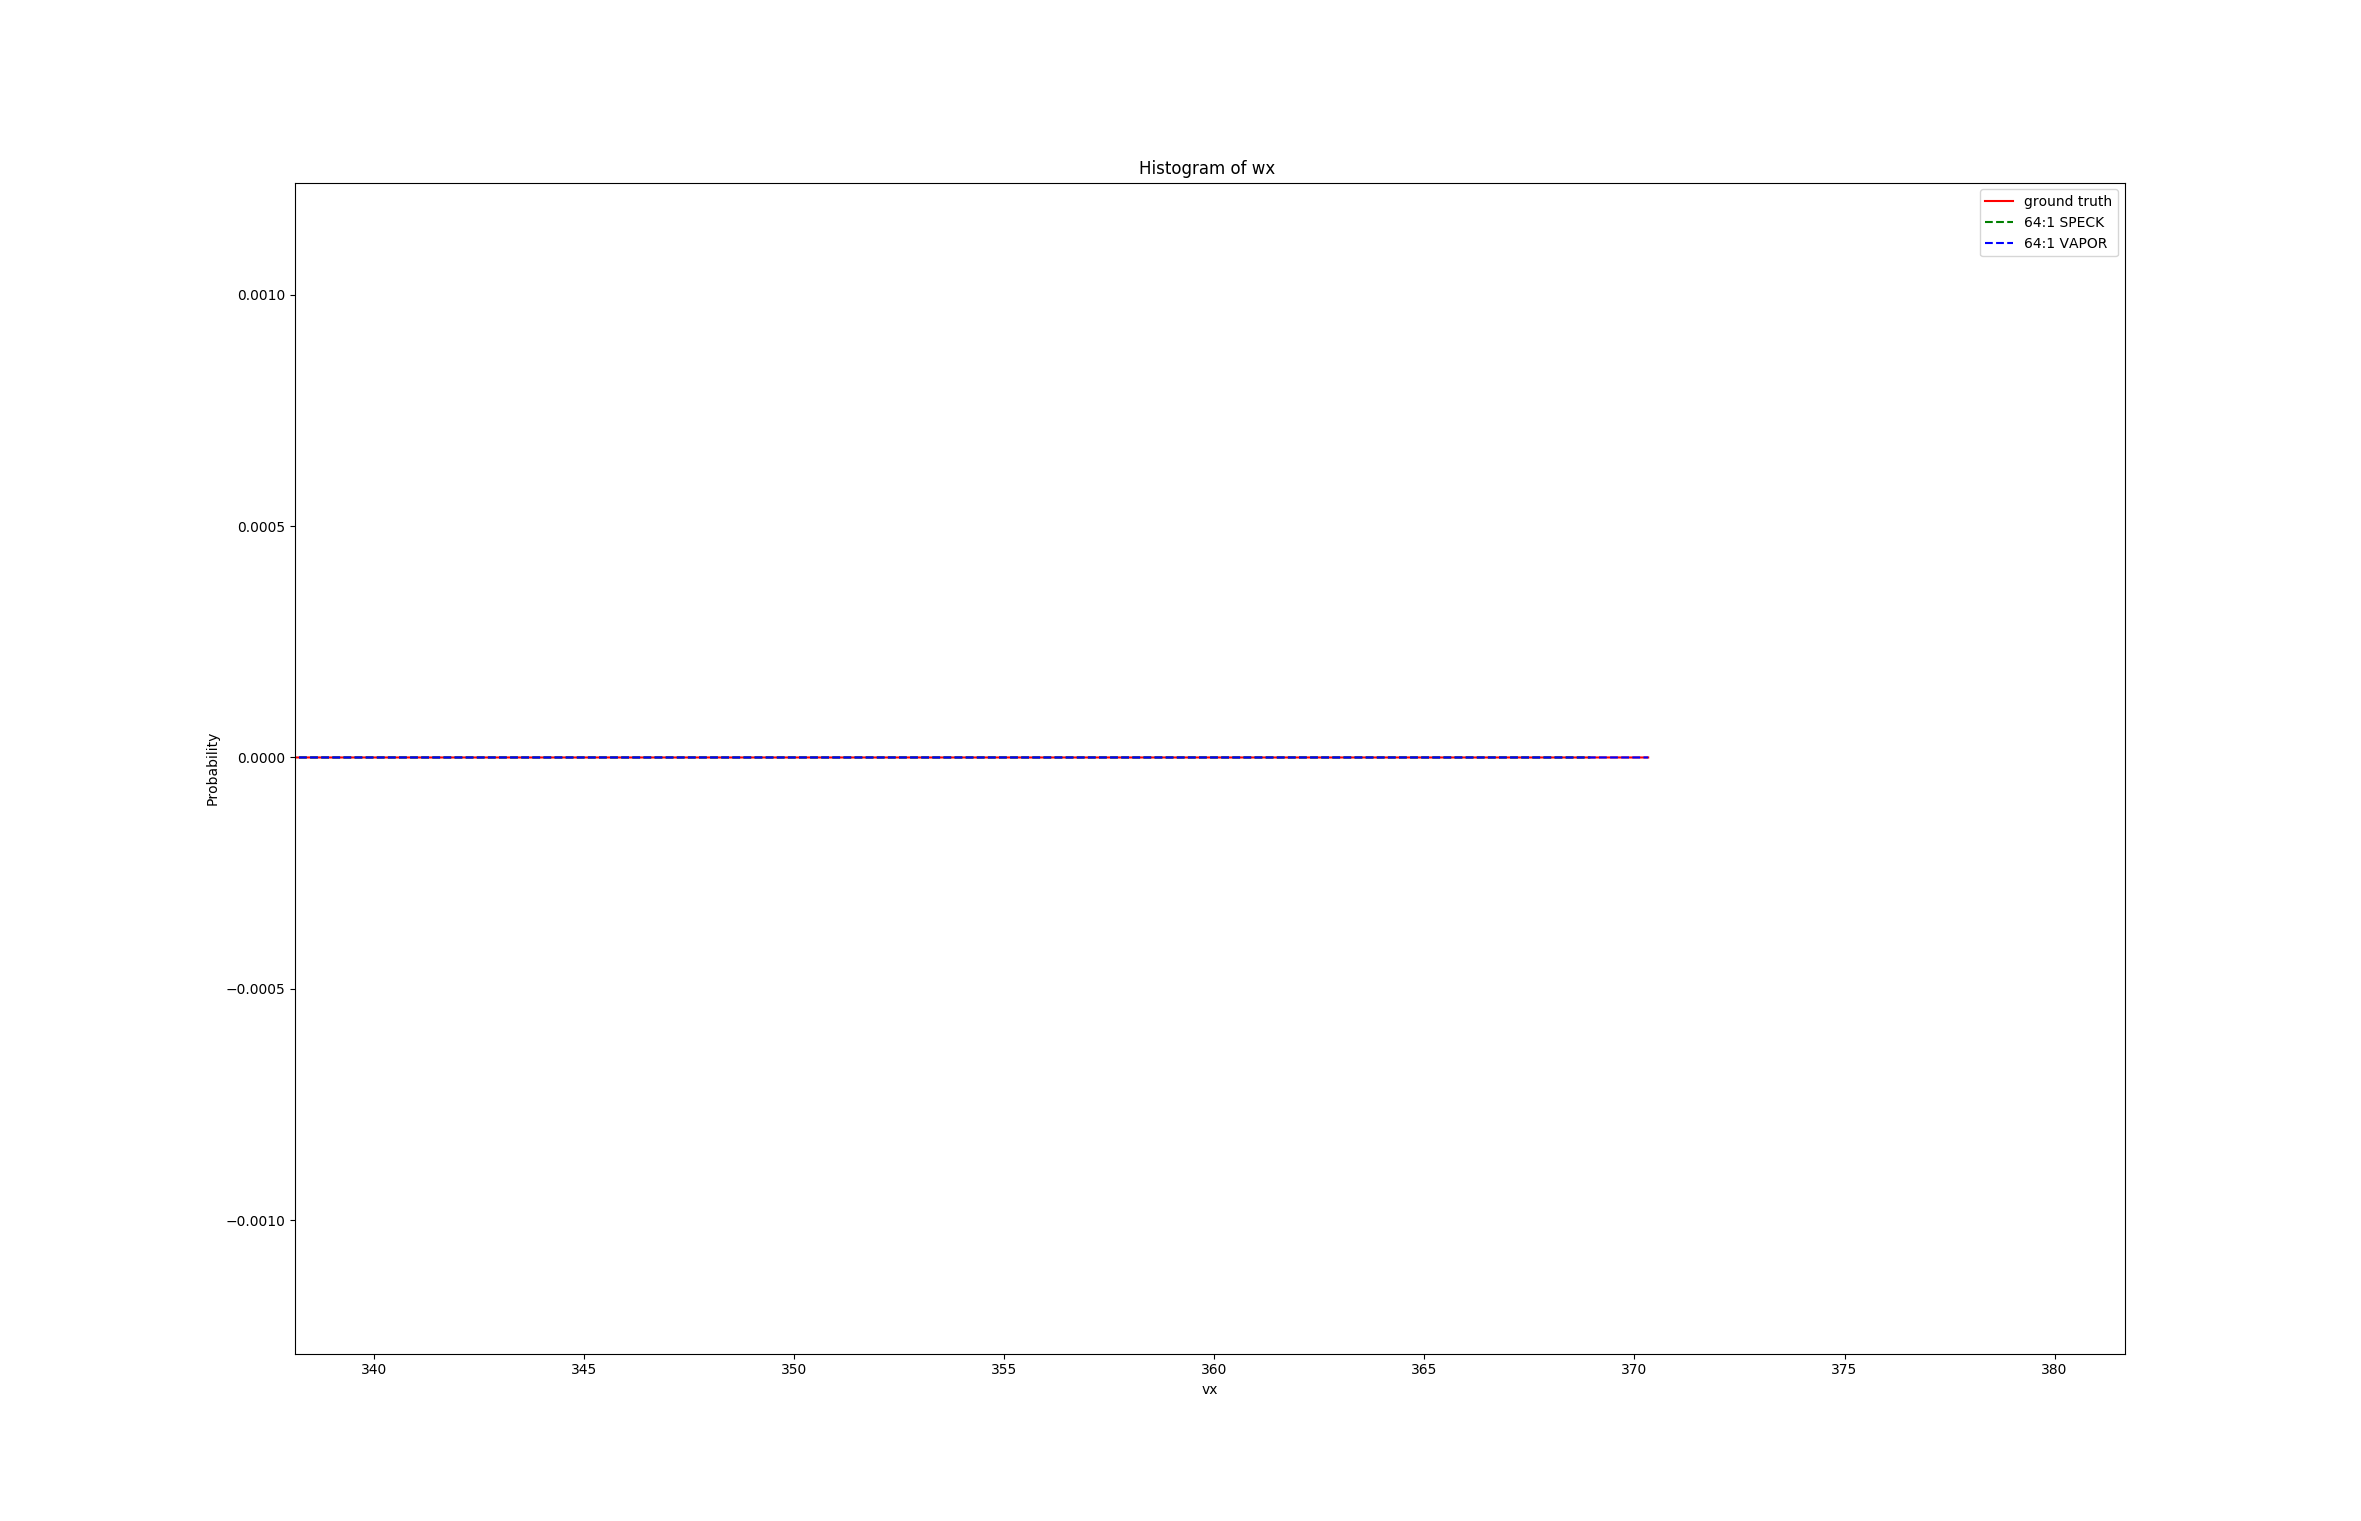 Histogram of wx
ground truth
64:1 SPECK
64:1 VAPOR
0.0010
0.0005
0.0000
−0.0005
−0.0010
Probability
340 345 350 355 360 365 370 375 380
vx